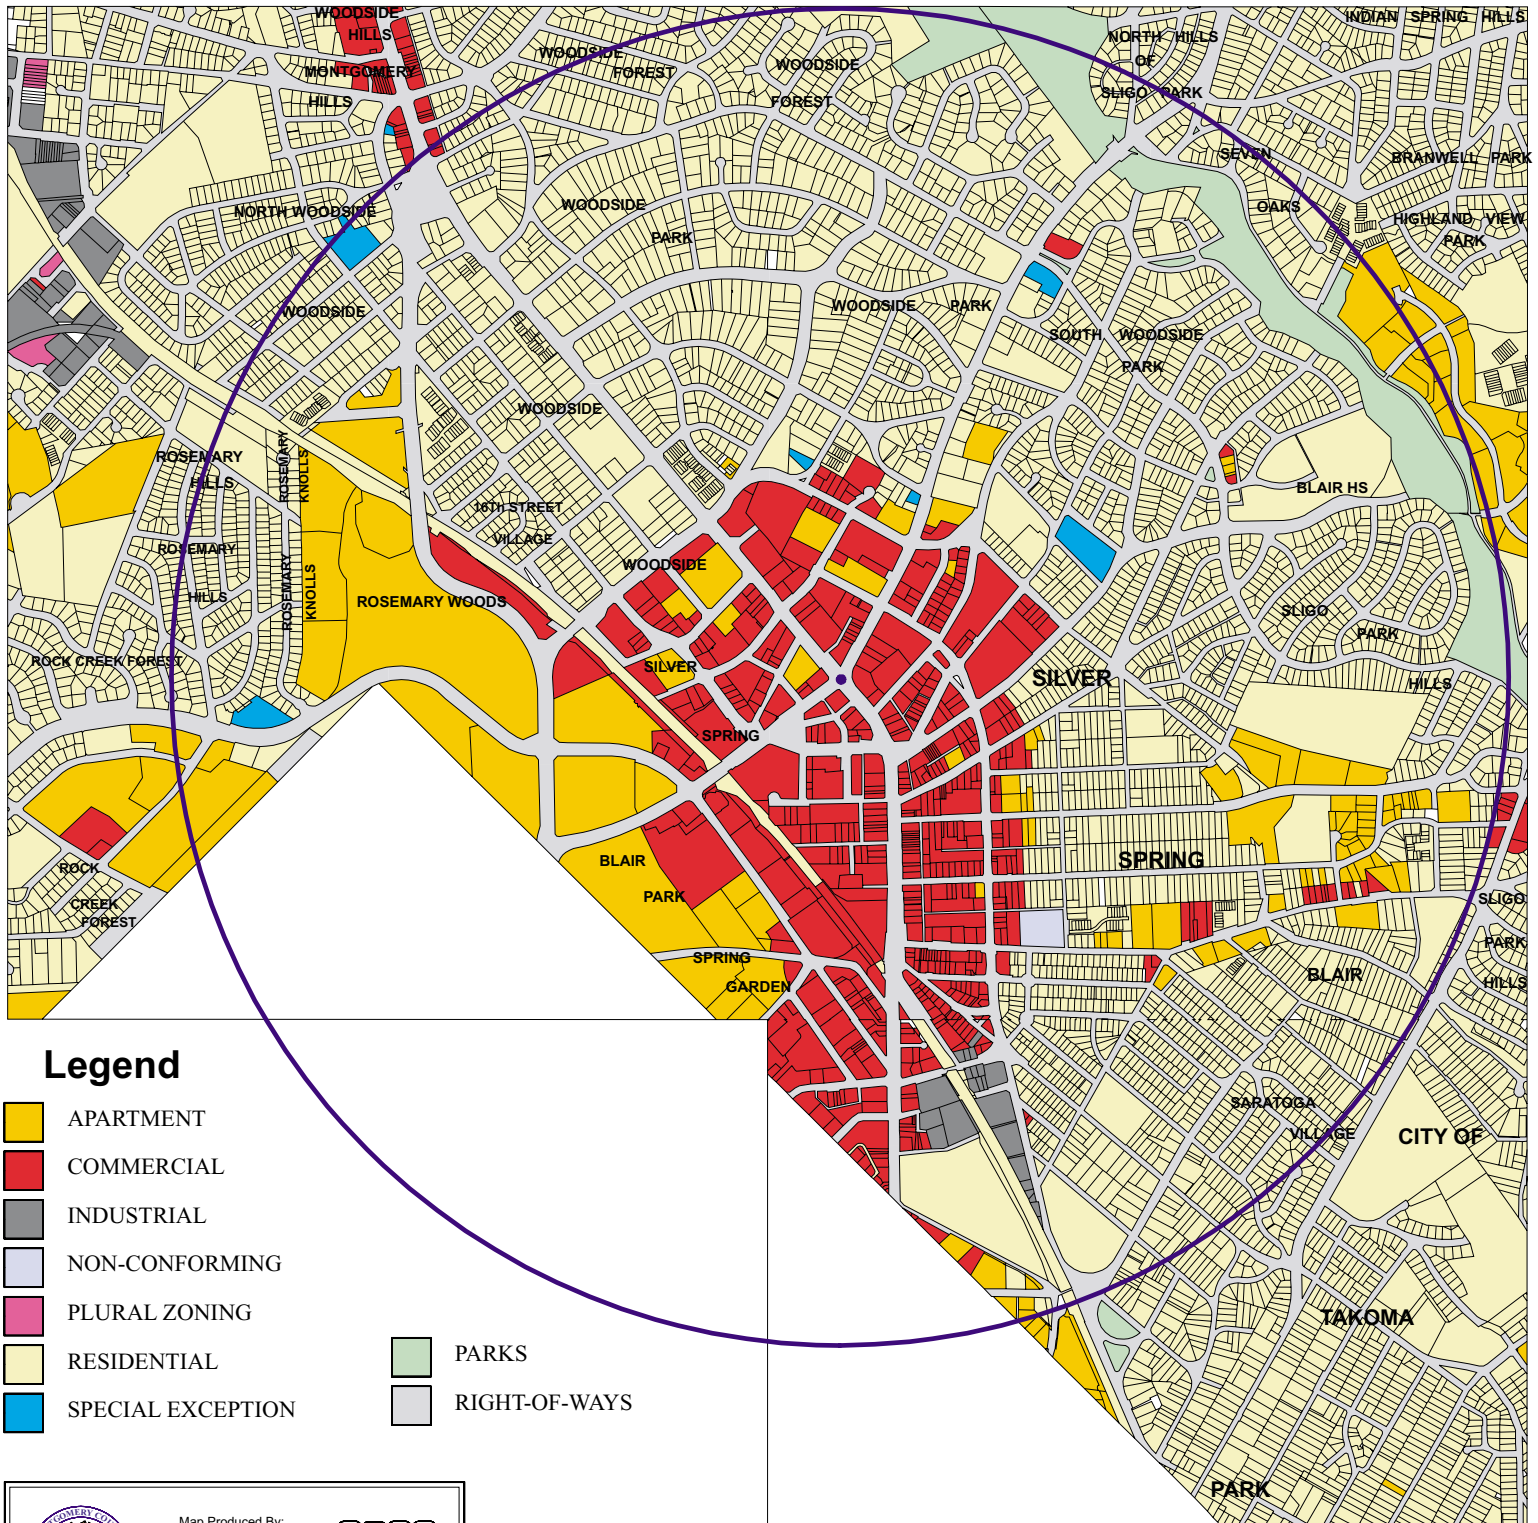 WOODSIDE
HILLS
MONTGOMERY
HILLS
WOODSIDE
FOREST
WOODSIDE
FOREST
NORTH HILLS
OF
SLIGO PARK
INDIAN SPRING HILLS
SEVEN
OAKS
BRANWELL PARK
HIGHLAND VIEW
PARK
NORTH WOODSIDE
WOODSIDE
PARK
WOODSIDE
WOODSIDE PARK
SOUTH WOODSIDE
PARK
WOODSIDE
ROSEMARY
HILLS
ROSEMARY
KNOLLS
16Th STREET
VILLAGE
BLAIR HS
ROSEMARY
HILLS
ROSEMARY
KNOLLS
WOODSIDE
ROSEMARY WOODS
SLIGO
PARK
HILLS
ROCK CREEK FOREST
SILVER
SPRING
SILVER
SPRING
BLAIR
PARK
ROCK
CREEK
FOREST
SPRING
GARDEN
BLAIR
SLIGO
PARK
HILLS
SARATOGA
VILLAGE
CITY OF
TAKOMA
PARK
Legend
APARTMENT
COMMERCIAL
INDUSTRIAL
NON-CONFORMING
PLURAL ZONING
RESIDENTIAL
SPECIAL EXCEPTION
PARKS
RIGHT-OF-WAYS
Map Produced By: